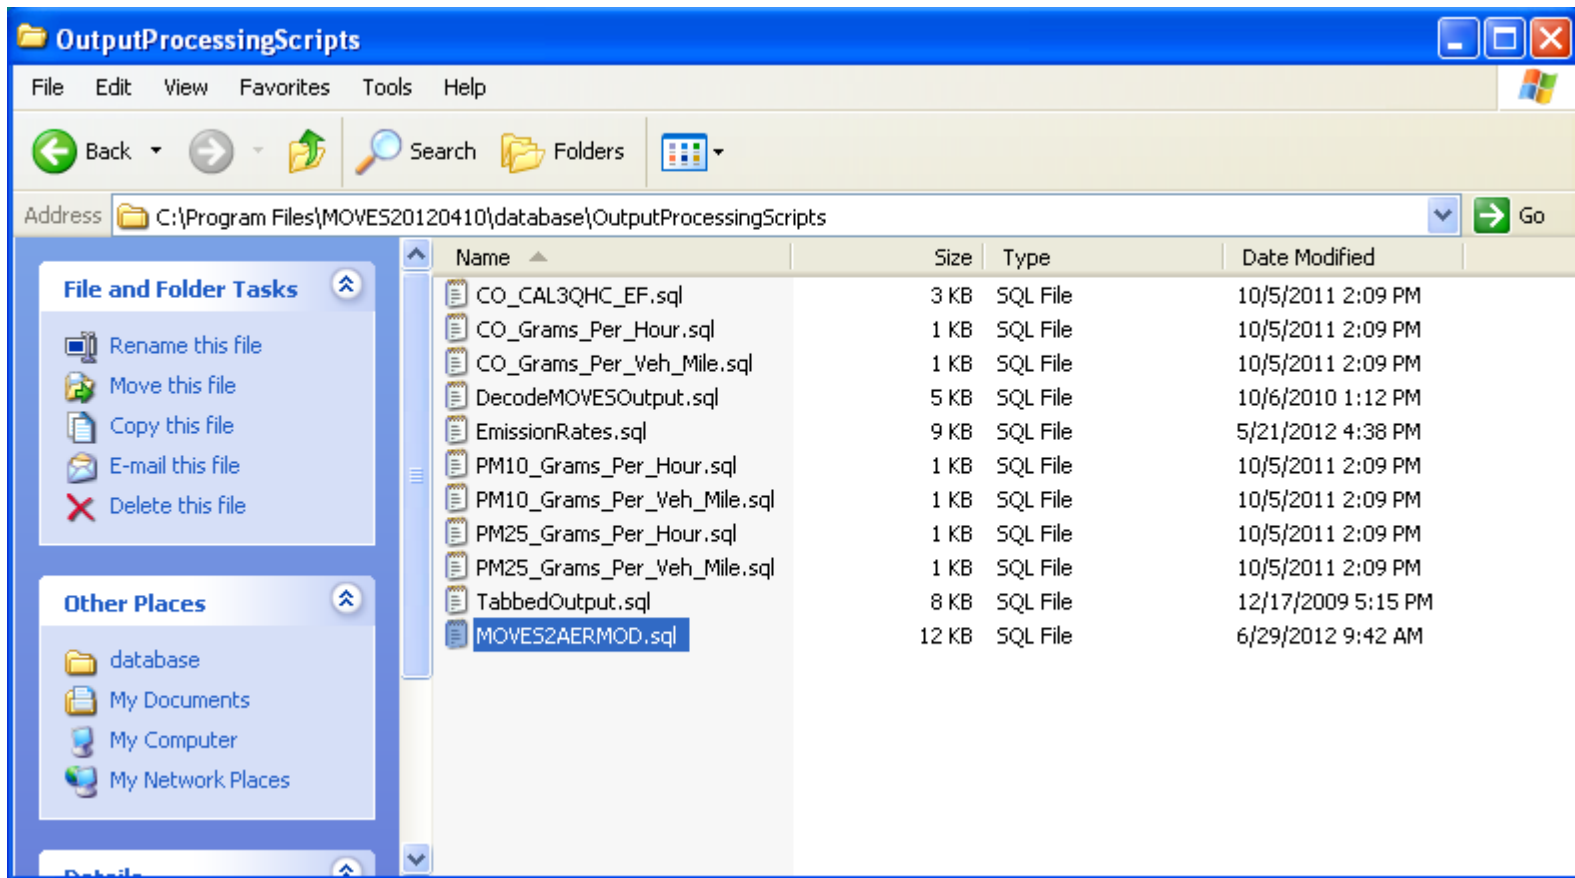 OutputProcessingScripts
File Edit View Favorites Tools Help
Back Search Folders
Address C:\Program Files\MOVES20120410\database\OutputProcessingScripts Go
File and Folder Tasks
Rename this file
Move this file
Copy this file
E-mail this file
Delete this file
Other Places
database
My Documents
My Computer
My Network Places
Details
Name Size Type Date Modified
CO_CAL3QHC_EF.sql 3 KB SQL File 10/5/2011 2:09 PM
CO_Grams_Per_Hour.sql 1 KB SQL File 10/5/2011 2:09 PM
CO_Grams_Per_Veh_Mile.sql 1 KB SQL File 10/5/2011 2:09 PM
DecodeMOVESOutput.sql 5 KB SQL File 10/6/2010 1:12 PM
EmissionRates.sql 9 KB SQL File 5/21/2012 4:38 PM
PM10_Grams_Per_Hour.sql 1 KB SQL File 10/5/2011 2:09 PM
PM10_Grams_Per_Veh_Mile.sql 1 KB SQL File 10/5/2011 2:09 PM
PM25_Grams_Per_Hour.sql 1 KB SQL File 10/5/2011 2:09 PM
PM25_Grams_Per_Veh_Mile.sql 1 KB SQL File 10/5/2011 2:09 PM
TabbedOutput.sql 8 KB SQL File 12/17/2009 5:15 PM
MOVES2AERMOD.sql 12 KB SQL File 6/29/2012 9:42 AM